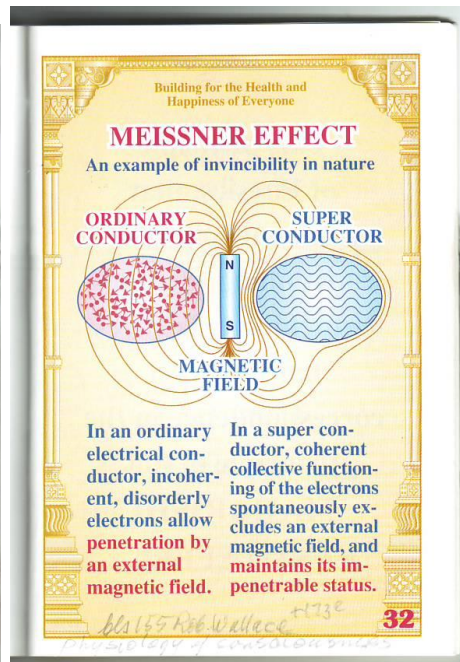 Building for the Health and
Happiness of Everyone
MEISSNER EFFECT
An example of invincibility in nature
ORDINARY
CONDUCTOR
SUPER
CONDUCTOR
N
S
MAGNETIC
FIELD
In an ordinary
electrical con-
ductor, incoher-
ent, disorderly
electrons allow
penetration by
an external
magnetic field.
In a super con-
ductor, coherent
collective function-
ing of the electrons
spontaneously ex-
cludes an external
magnetic field, and
maintains its im-
penetrable status.
Wallace
32
physiology of consciousness